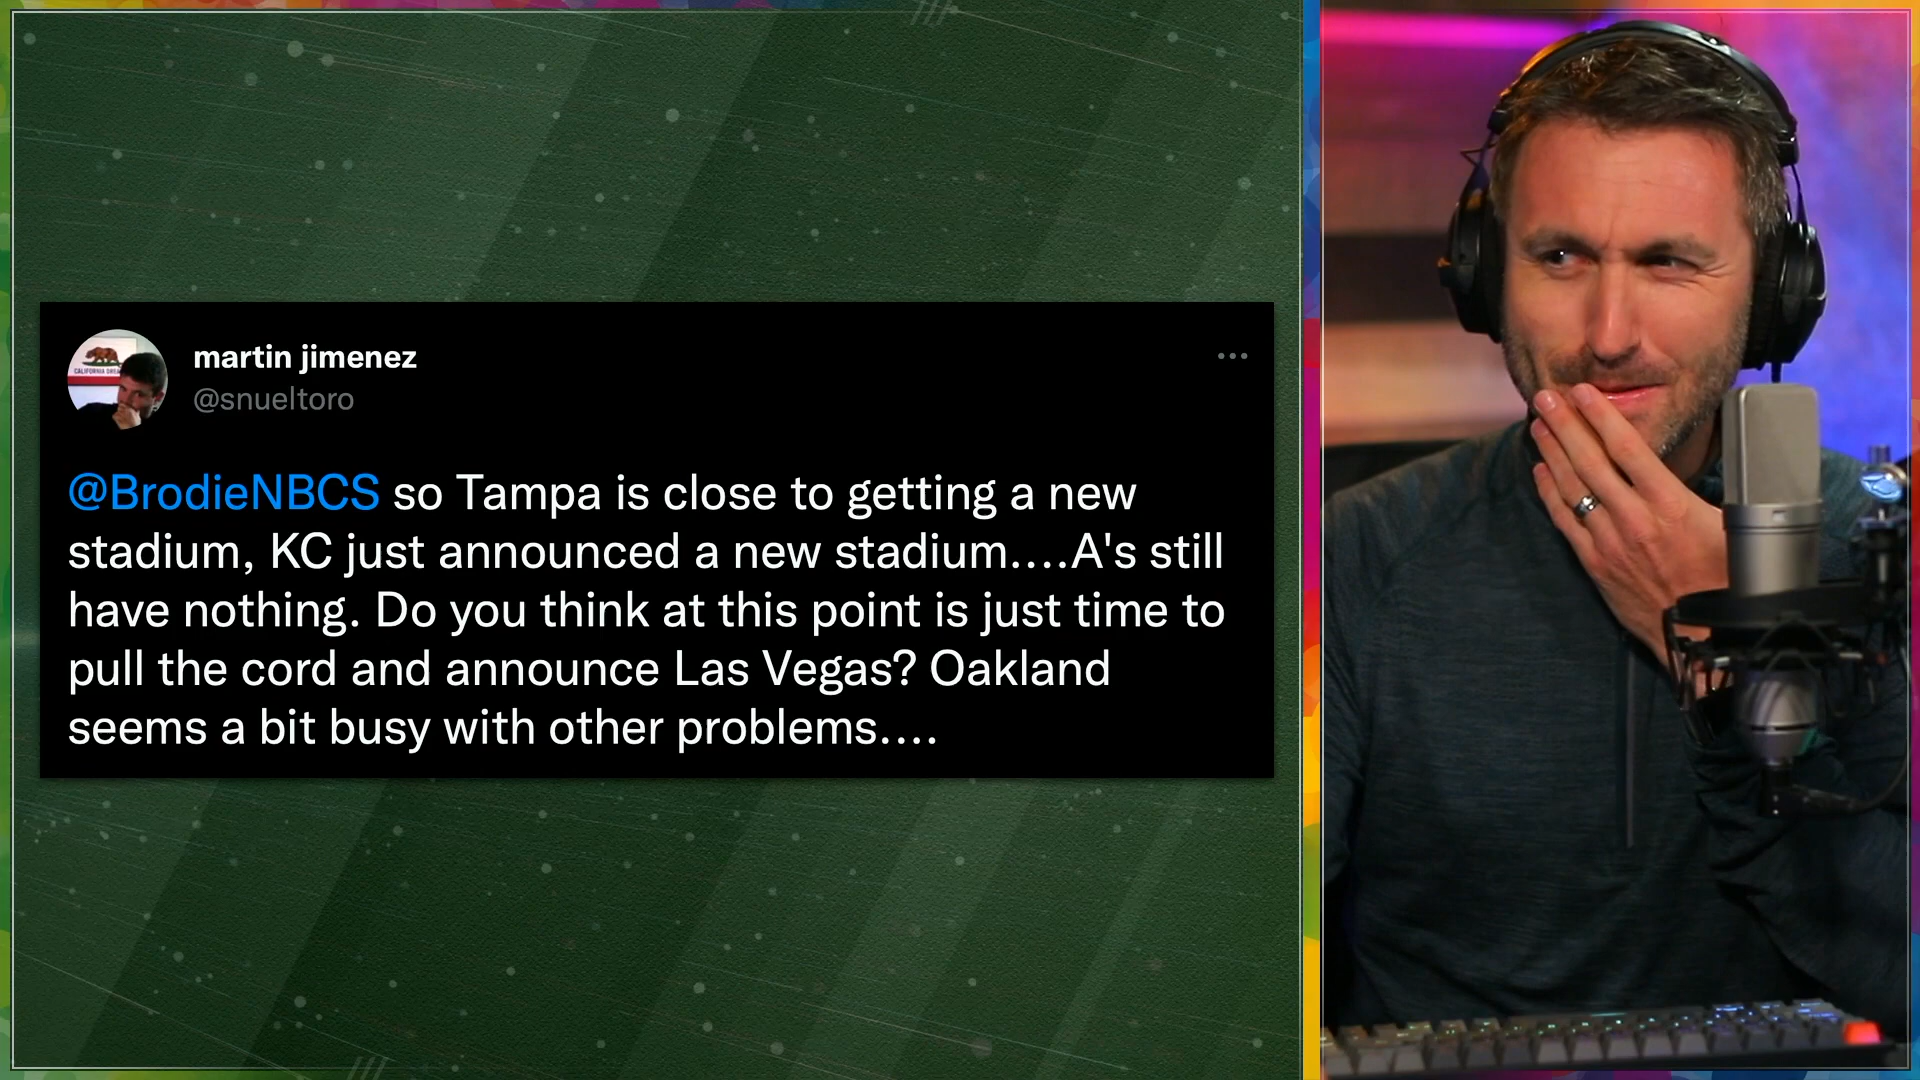 CALIFORNIA
martin jimenez
@snueltoro
@BrodieNBCS so Tampa is close to getting a new
stadium, KC just announced a new stadium....A's still
have nothing. Do you think at this point is just time to
pull the cord and announce Las Vegas? Oakland
seems a bit busy with other problems....